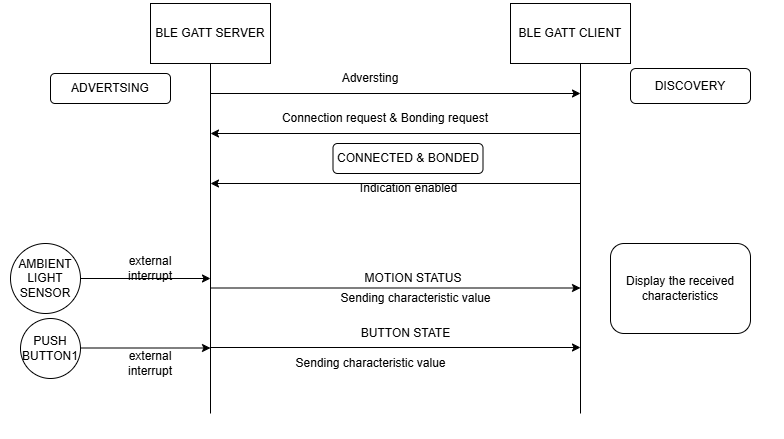 BLE GATT SERVER
BLE GATT CLIENT
ADVERTSING
Adversting
DISCOVERY
Connection request & Bonding request
CONNECTED & BONDED
Indication enabled
AMBIENT
LIGHT
SENSOR
external
interrupt
MOTION STATUS
Sending characteristic value
Display the received
characteristics
PUSH
BUTTON1
external
interrupt
BUTTON STATE
Sending characteristic value